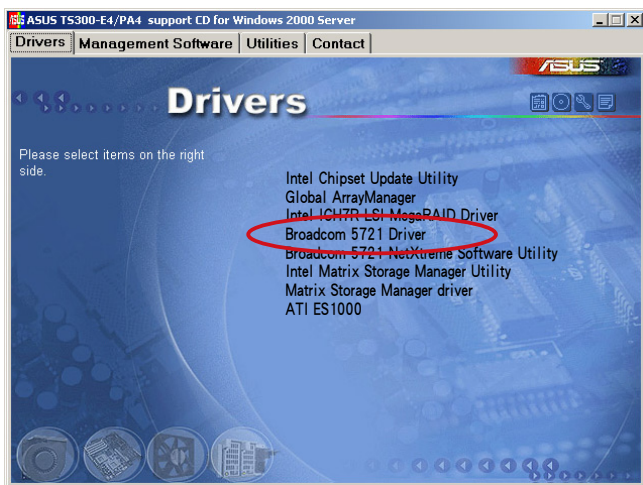 ASUS TS300-E4/PA4 support CD for Windows 2000 Server
Drivers Management Software Utilities Contact
ASUS
Drivers
Please select items on the right
side.
Intel Chipset Update Utility
Global ArrayManager
Intel ICH7R LSI MegaRAID Driver
Broadcom 5721 Driver
Broadcom 5721 NetXtreme Software Utility
Intel Matrix Storage Manager Utility
Matrix Storage Manager driver
ATI ES1000